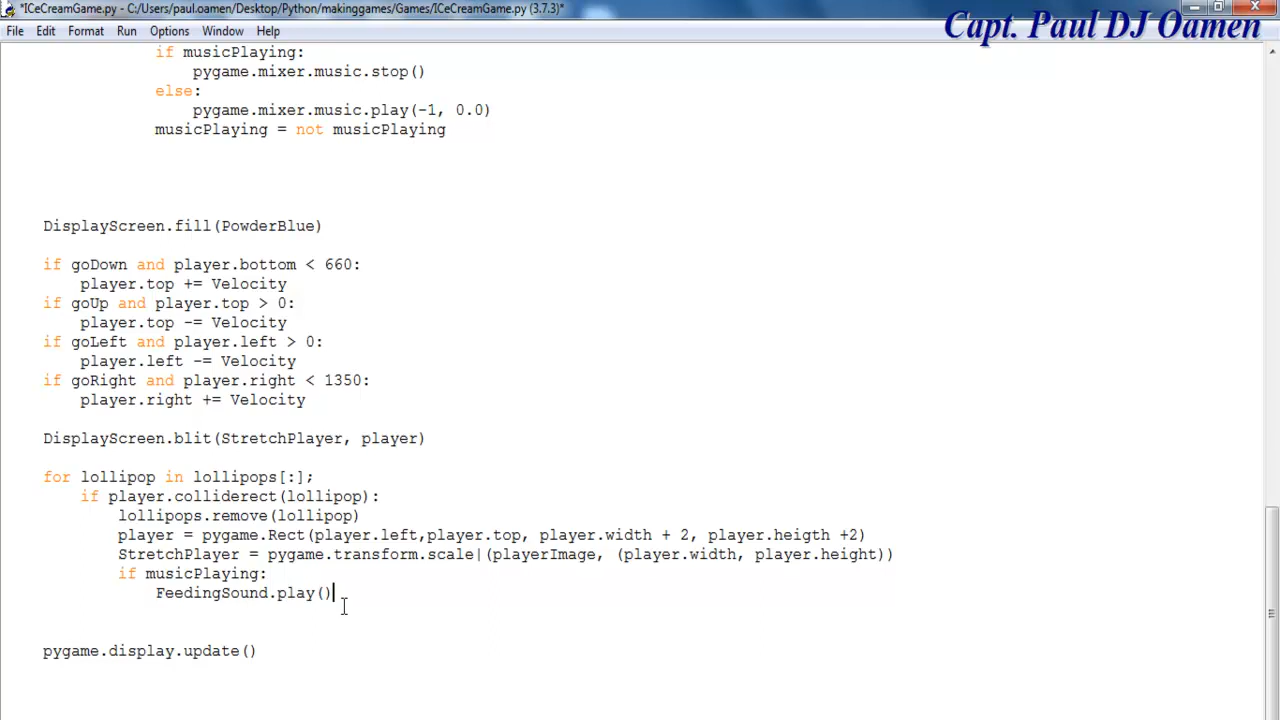 *ICeCreamGame.py - C:/Users/paul.oamen/Desktop/Python/makinggames/Games/ICeCreamGame.py (3.7.3)*
File Edit Format Run Options Window Help
Capt. Paul DJ Oamen
if musicPlaying:
pygame.mixer.music.stop()
else:
pygame.mixer.music.play(-1, 0.0)
musicPlaying = not musicPlaying
DisplayScreen.fill(PowderBlue)
if goDown and player.bottom < 660:
player.top += Velocity
if goUp and player.top > 0:
player.top -= Velocity
if goLeft and player.left > 0:
player.left -= Velocity
if goRight and player.right < 1350:
player.right += Velocity
DisplayScreen.blit(StretchPlayer, player)
for lollipop in lollipops[:];
if player.colliderect(lollipop):
lollipops.remove(lollipop)
player = pygame.Rect(player.left,player.top, player.width + 2, player.heigth +2)
StretchPlayer = pygame.transform.scale|(playerImage, (player.width, player.height))
if musicPlaying:
FeedingSound.play()
pygame.display.update()